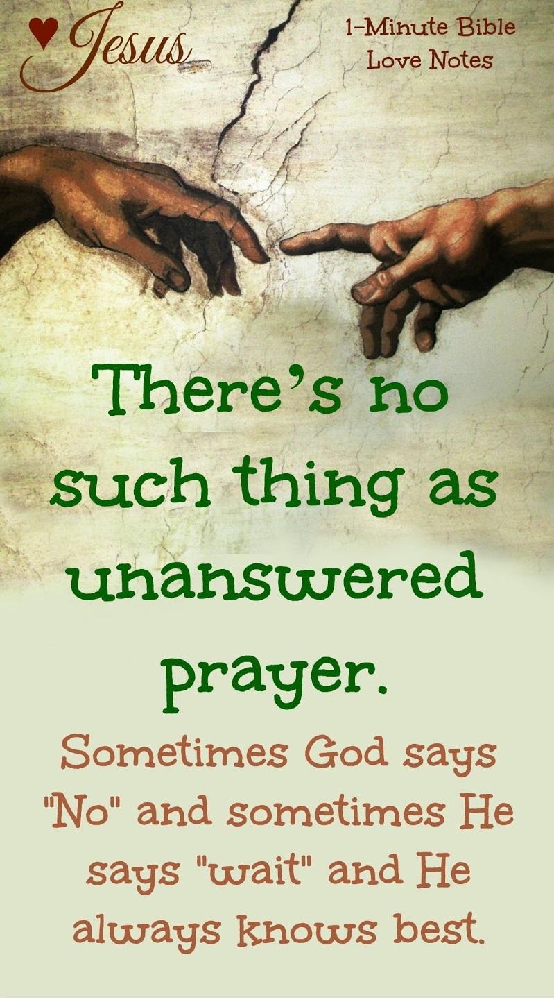 ♥Jesus
1-Minute Bible
Love Notes
There's no
such thing as
unanswered
prayer.
Sometimes God says
"No" and sometimes He
says "wait" and He
always knows best.